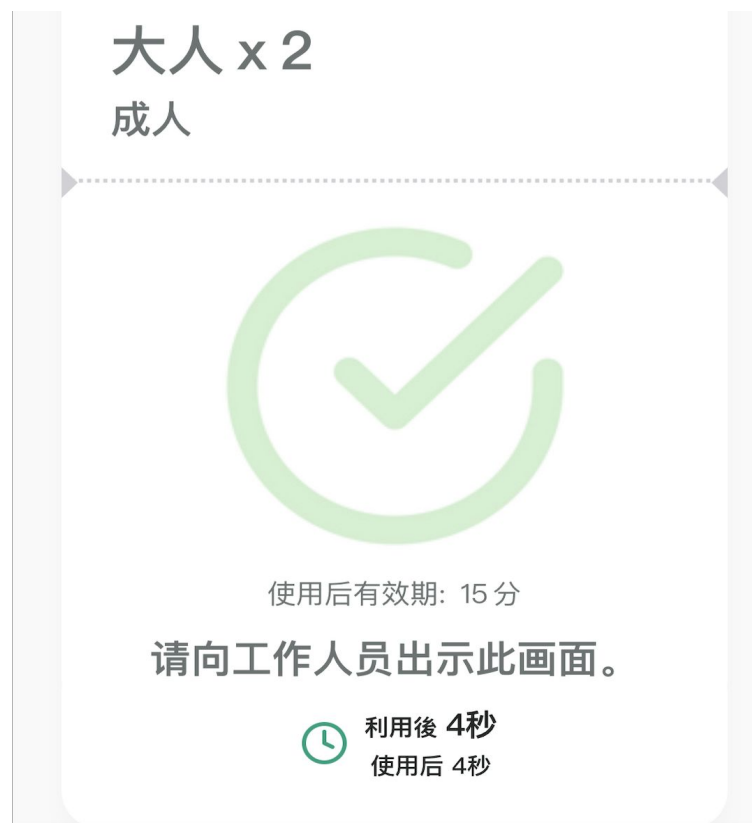 大人 x 2
成人
使用后有效期: 15 分
请向工作人员出示此画面。
利用後 4秒
使用后 4秒